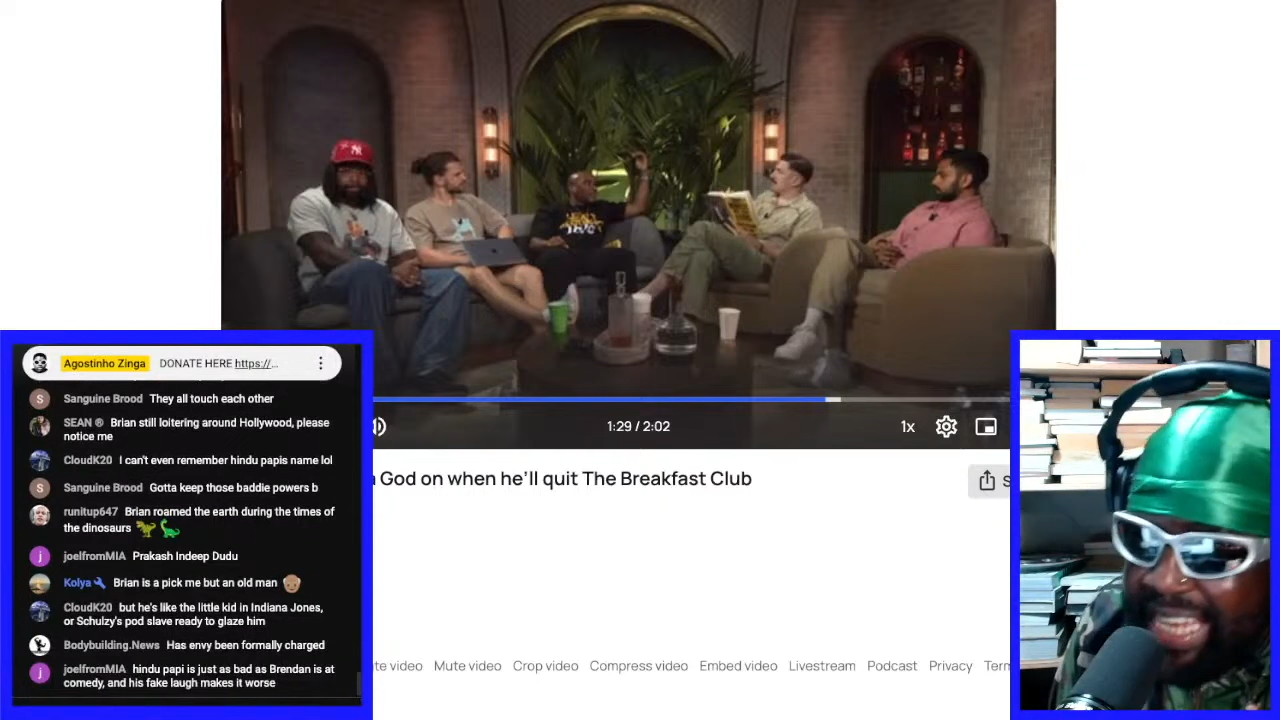 1:29 / 2:02
1x
a God on when he'll quit The Breakfast Club
S
Agostinho Zinga DONATE HERE https://...
Sanguine Brood They all touch each other
SEAN ® Brian still loitering around Hollywood, please
notice me
CloudK20 I can't even remember hindu papis name lol
Sanguine Brood Gotta keep those baddie powers b
runitup647 Brian roamed the earth during the times of
the dinosaurs
joelfromMIA Prakash Indeep Dudu
Kolya Brian is a pick me but an old man
CloudK20 but he's like the little kid in Indiana Jones,
or Schulzy's pod slave ready to glaze him
Bodybuilding.News Has envy been formally charged
joelfromMIA hindu papi is just as bad as Brendan is at
comedy, and his fake laugh makes it worse
te video Mute video Crop video Compress video Embed video Livestream Podcast Privacy Term